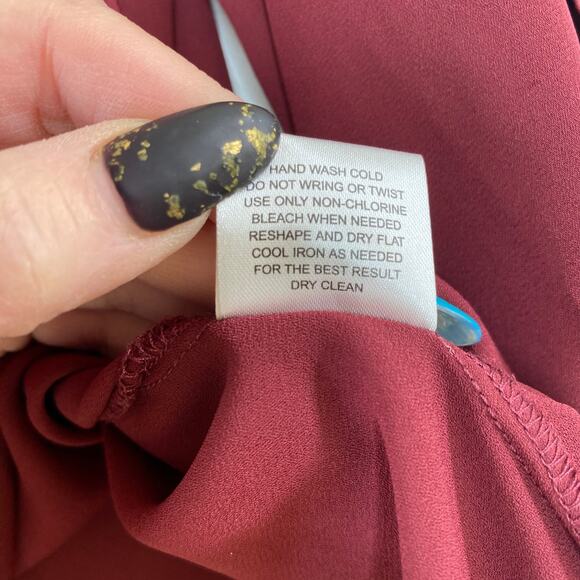 HAND WASH COLD
DO NOT WRING OR TWIST
USE ONLY NON-CHLORINE
BLEACH WHEN NEEDED
RESHAPE AND DRY FLAT
COOL IRON AS NEEDED
FOR THE BEST RESULT
DRY CLEAN